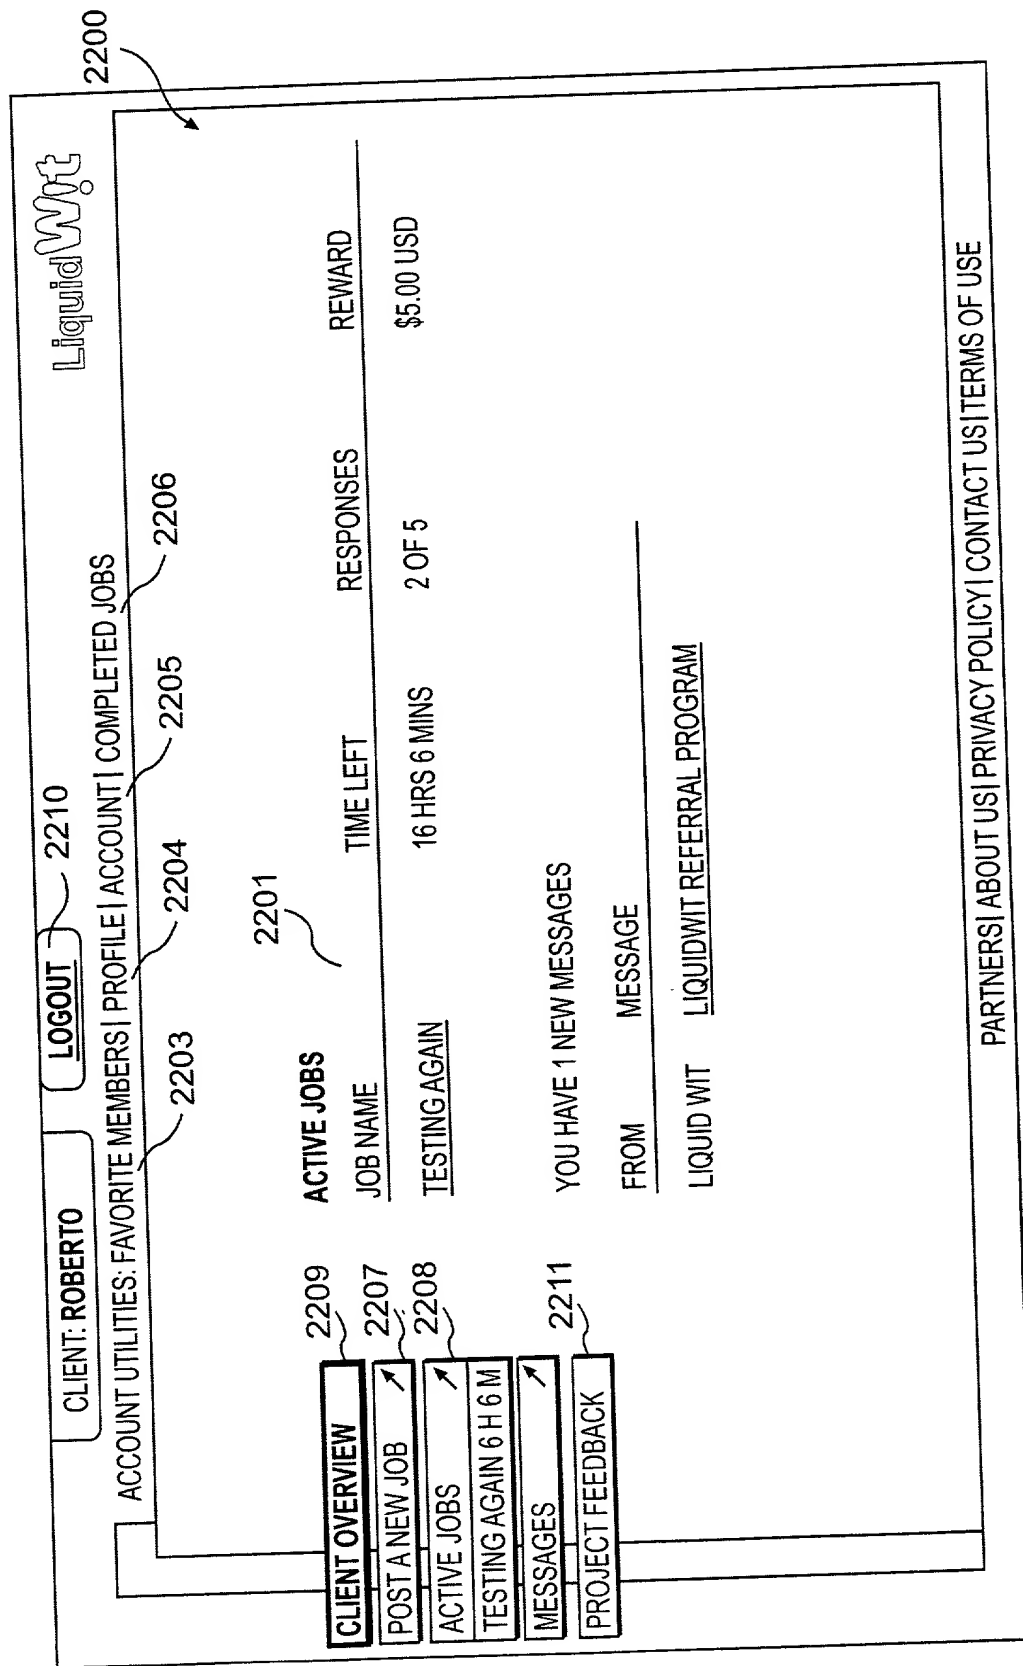 2200
CLIENT: ROBERTO
LOGOUT
2210
LiquidWit
ACCOUNT UTILITIES: FAVORITE MEMBERS| PROFILE | ACCOUNT | COMPLETED JOBS
2203
2204
2205
2206
2201
CLIENT OVERVIEW
2209
POST A NEW JOB
2207
ACTIVE JOBS
2208
TESTING AGAIN 6 H 6 M
MESSAGES
PROJECT FEEDBACK
2211
ACTIVE JOBS
JOB NAME TIME LEFT RESPONSES REWARD
TESTING AGAIN 16 HRS 6 MINS 2 OF 5 $5.00 USD
YOU HAVE 1 NEW MESSAGES
FROM MESSAGE
LIQUID WIT LIQUIDWIT REFERRAL PROGRAM
PARTNERS| ABOUT US| PRIVACY POLICY | CONTACT US|TERMS OF USE